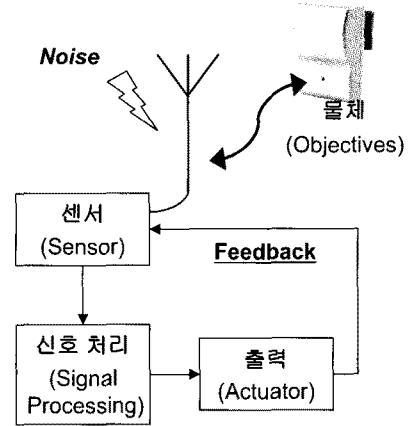 Noise
물체
(Objectives)
센서
(Sensor)
Feedback
신호 처리
(Signal
Processing)
출력
(Actuator)